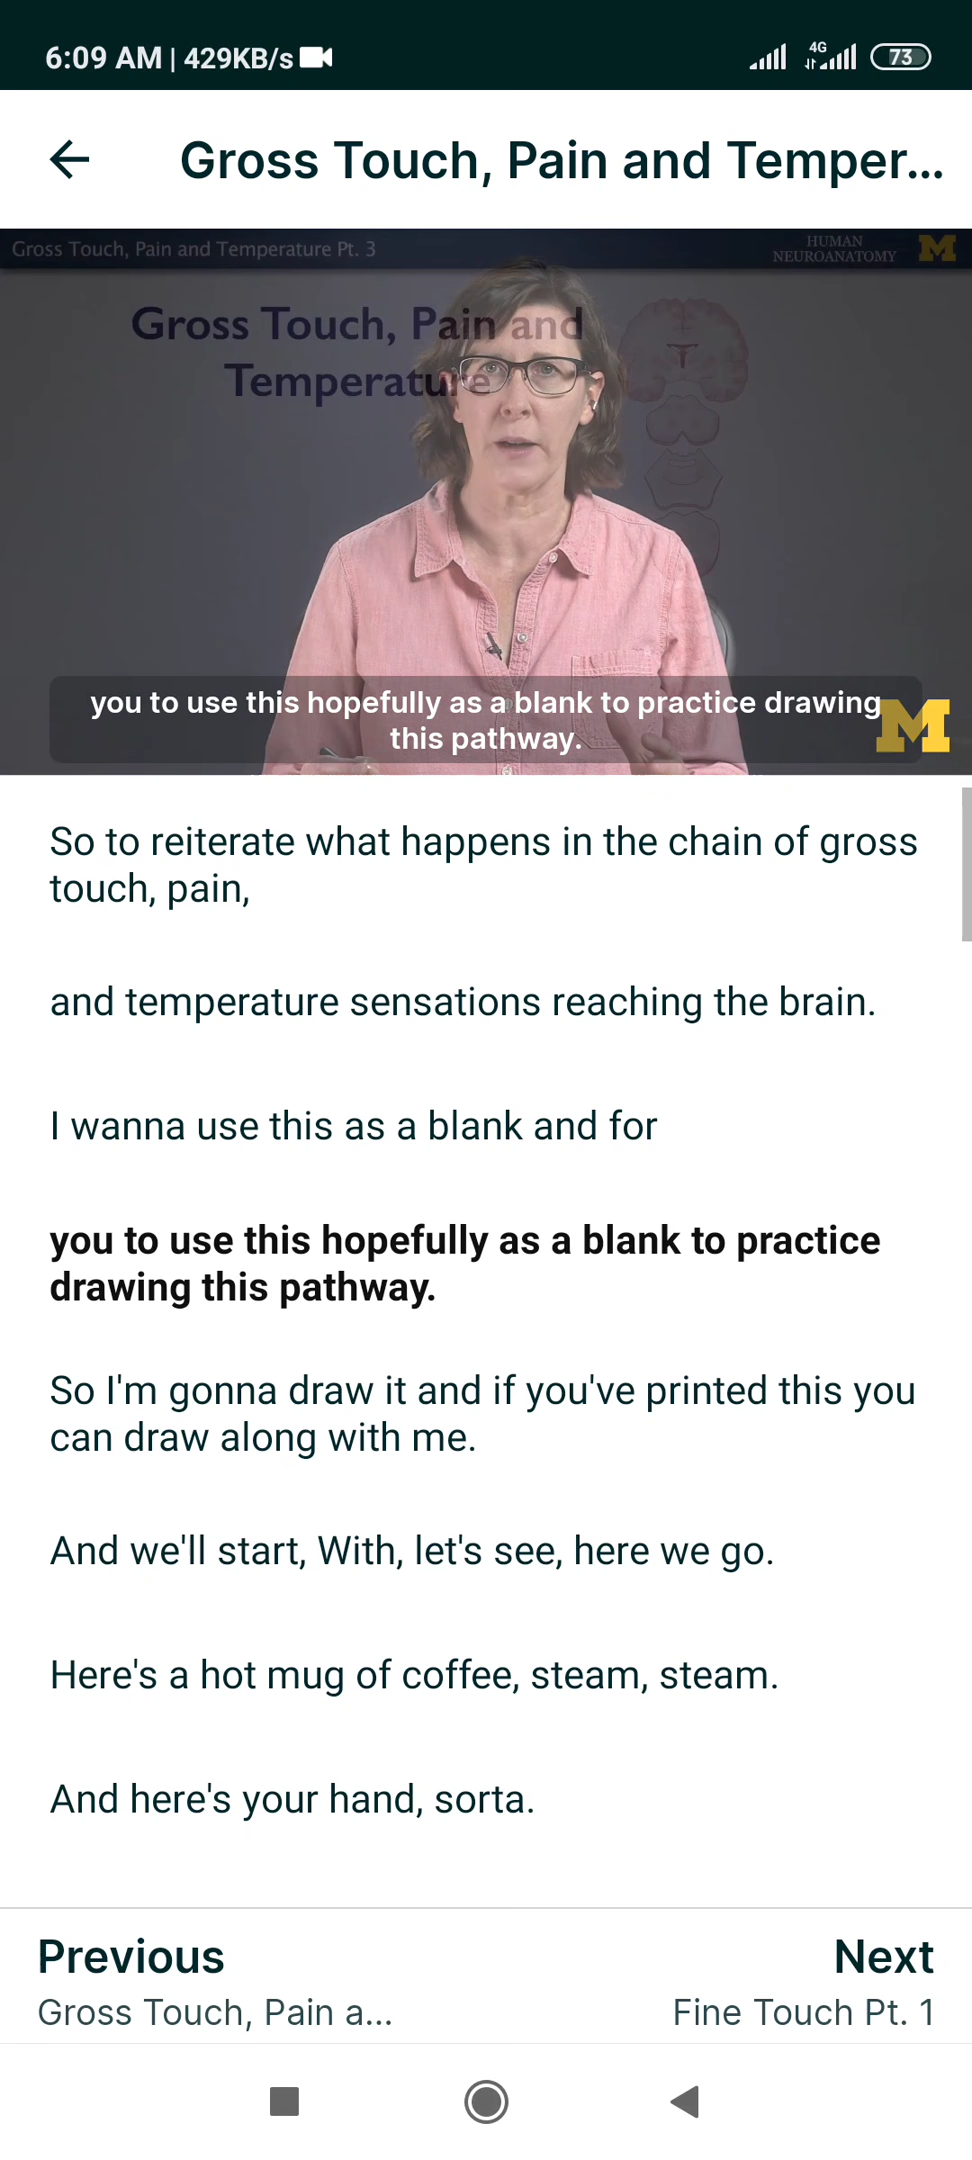 6:09 AM | 429KB/s
4G
73
Gross Touch, Pain and Temper...
Gross Touch, Pain and Temperature Pt. 3
HUMAN
NEUROANATOMY
M
Gross Touch, Pain and
Temperature
you to use this hopefully as a blank to practice drawing
this pathway.
M
So to reiterate what happens in the chain of gross
touch, pain,
and temperature sensations reaching the brain.
I wanna use this as a blank and for
you to use this hopefully as a blank to practice
drawing this pathway.
So I'm gonna draw it and if you've printed this you
can draw along with me.
And we'll start, With, let's see, here we go.
Here's a hot mug of coffee, steam, steam.
And here's your hand, sorta.
Previous
Next
Gross Touch, Pain a...
Fine Touch Pt. 1